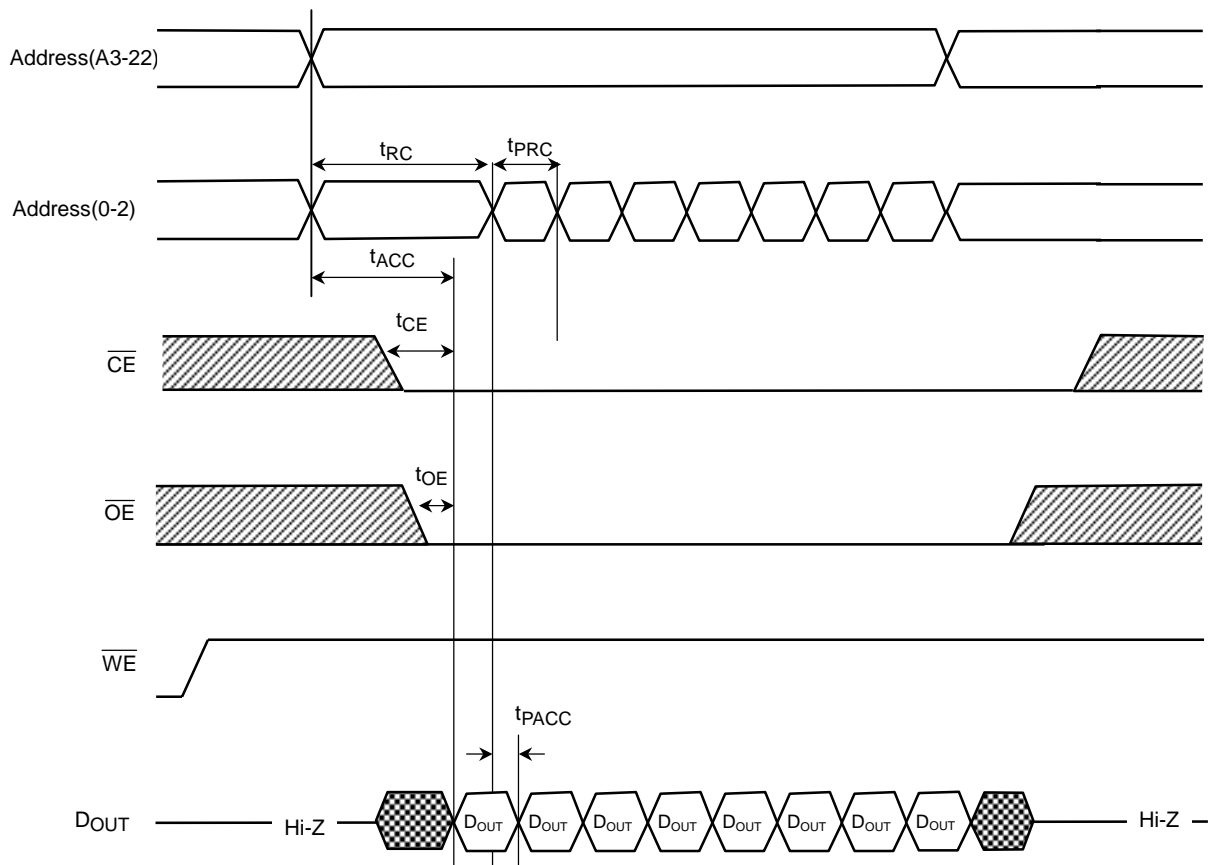 Address(A3-22)
tRC
tPRC
Address(0-2)
tACC
tCE
CE
tOE
OE
WE
tPACC
DOUT
Hi-Z
DOUT DOUT DOUT DOUT DOUT DOUT DOUT DOUT
Hi-Z